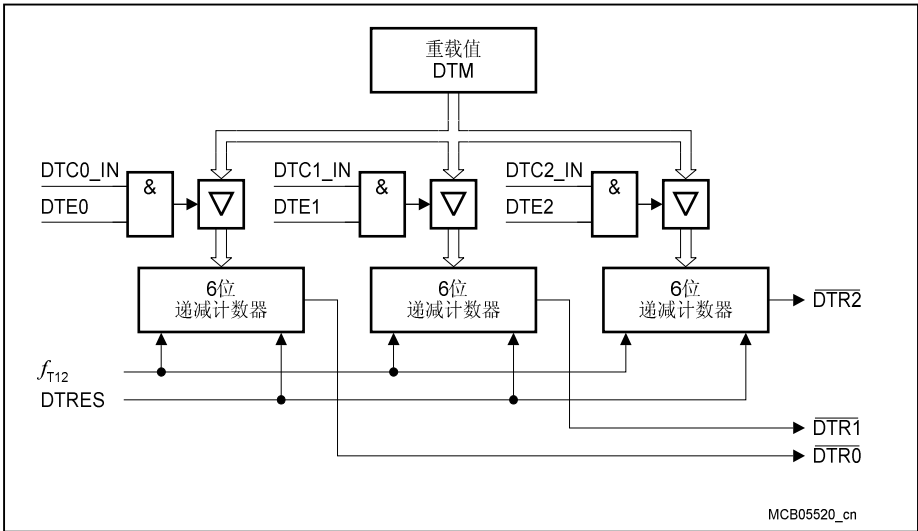 重载值
DTM
DTC0_IN
DTE0
&
DTC1_IN
DTE1
&
DTC2_IN
DTE2
&
6位
递减计数器
6位
递减计数器
6位
递减计数器
DTR2
fT12
DTRES
DTR1
DTR0
MCB05520_cn